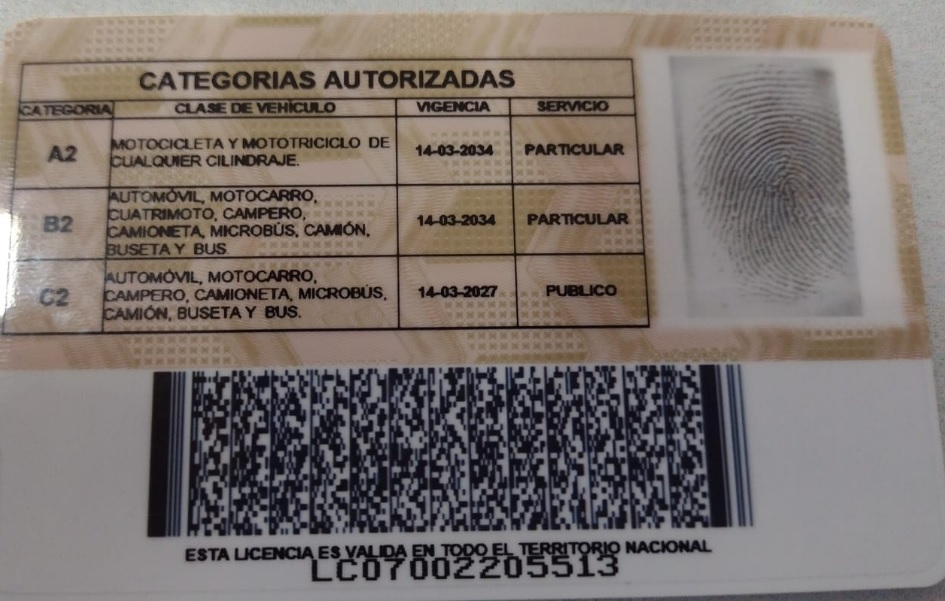 CATEGORIAS AUTORIZADAS
CATEGORIA CLASE DE VEHÍCULO VIGENCIA SERVICIO
A2 MOTOCICLETA Y MOTOTRICICLO DE CUALQUIER CILINDRAJE. 14-03-2034 PARTICULAR
B2 AUTOMÓVIL, MOTOCARRO, CUATRIMOTO, CAMPERO, CAMIONETA, MICROBÚS, CAMIÓN, BUSETA Y BUS. 14-03-2034 PARTICULAR
C2 AUTOMÓVIL, MOTOCARRO, CAMPERO, CAMIONETA, MICROBÚS, CAMIÓN, BUSETA Y BUS. 14-03-2027 PUBLICO
ESTA LICENCIA ES VALIDA EN TODO EL TERRITORIO NACIONAL
LC07002205513